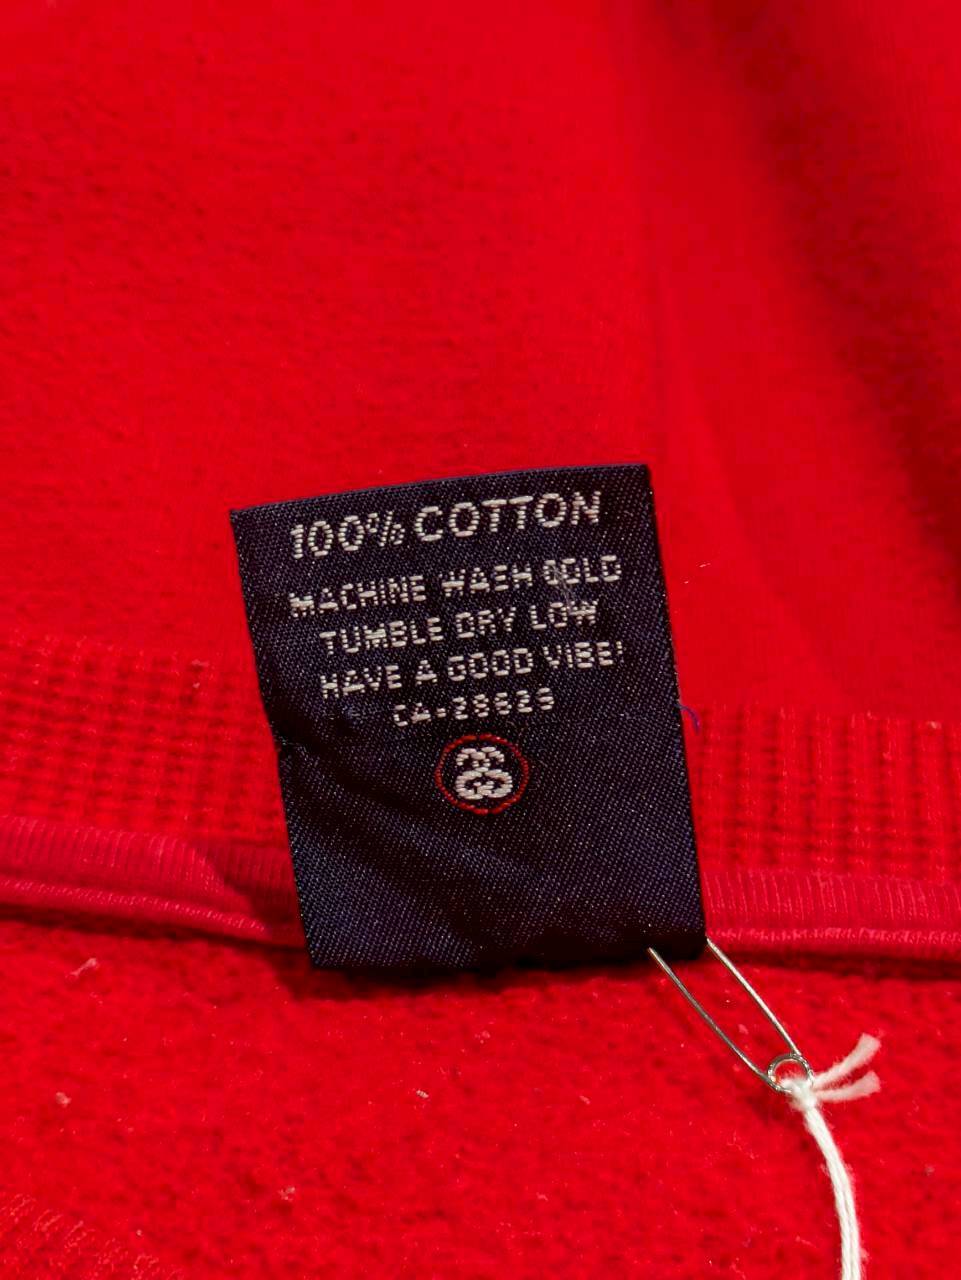 100% COTTON
MACHINE WASH COLD
TUMBLE DRY LOW
HAVE A GOOD VIBE!
CA-28629